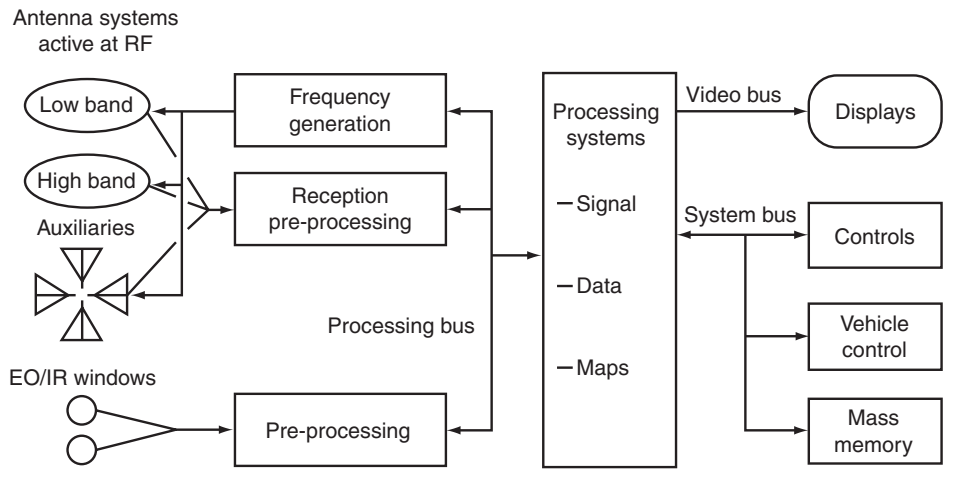 Antenna systems
active at RF
Low band
High band
Auxiliaries
EO/IR windows
Frequency
generation
Reception
pre-processing
Processing bus
Pre-processing
Processing
systems
Signal
Data
Maps
Video bus
System bus
Displays
Controls
Vehicle
control
Mass
memory